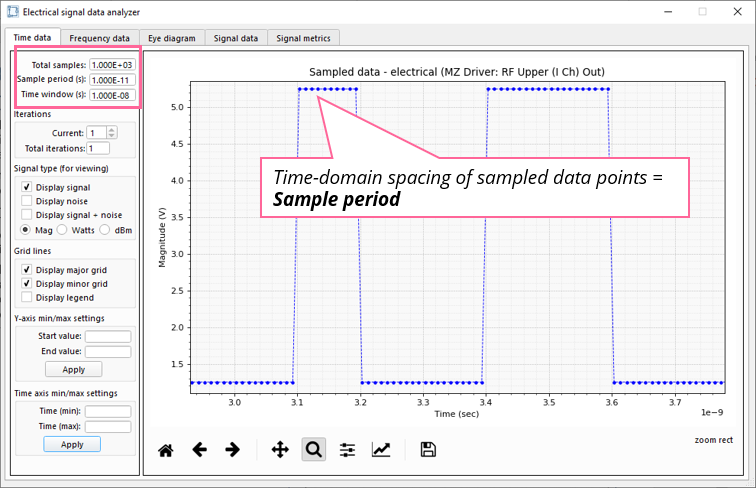 Electrical signal data analyzer
Time data
Frequency data
Eye diagram
Signal data
Signal metrics
Total samples: 1.000E+03
Sample period (s): 1.000E-11
Time window (s): 1.000E-08
Iterations
Current: 1
Total iterations: 1
Signal type (for viewing)
Display signal
Display noise
Display signal + noise
Mag Watts dBm
Grid lines
Display major grid
Display minor grid
Display legend
Y-axis min/max settings
Start value:
End value:
Apply
Time axis min/max settings
Time (min):
Time (max):
Apply
Sampled data - electrical (MZ Driver: RF Upper (I Ch) Out)
Time-domain spacing of sampled data points =
Sample period
Magnitude (V)
5.0
4.5
4.0
3.5
3.0
2.5
2.0
1.5
3.0 3.1 3.2 3.3 3.4 3.5 3.6 3.7
Time (sec)
1e−9
zoom rect